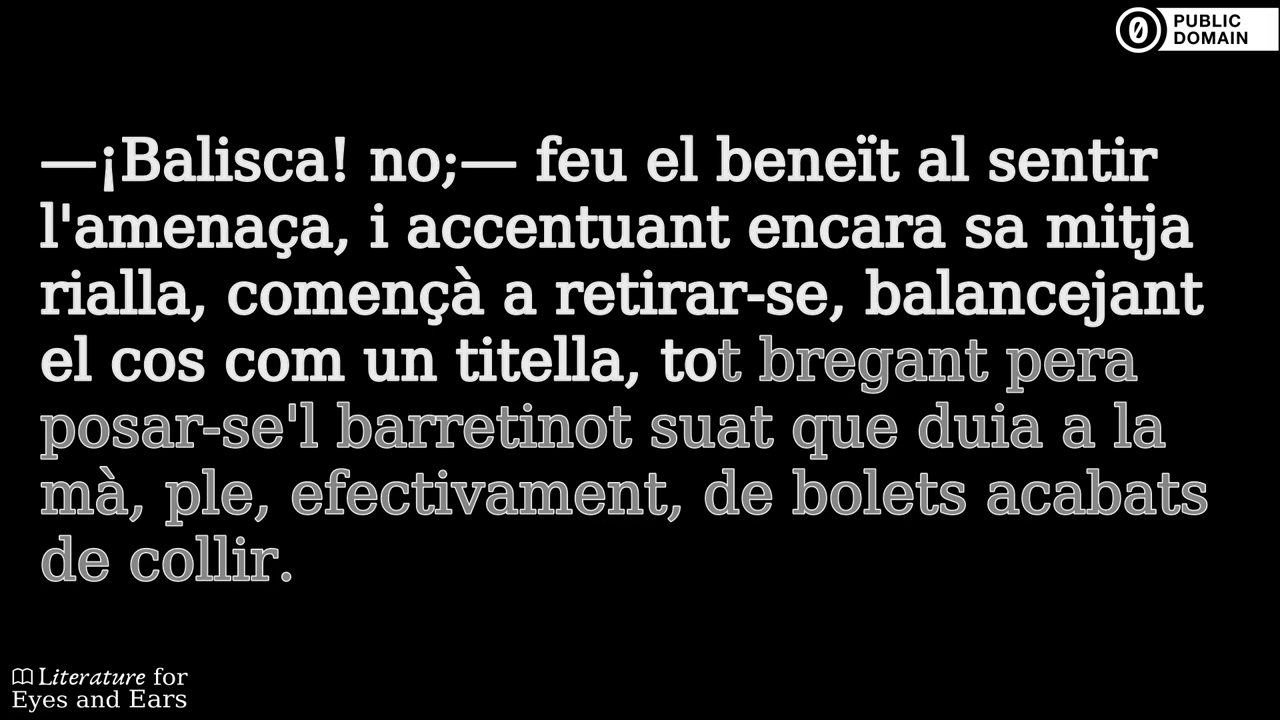 PUBLIC
DOMAIN
—¡Balisca! no;— feu el beneït al sentir
l'amenaça, i accentuant encara sa mitja
rialla, començà a retirar-se, balancejant
el cos com un titella, tot bregant pera
posar-se'l barretinot suat que duia a la
mà, ple, efectivament, de bolets acabats
de collir.
Literature for
Eyes and Ears